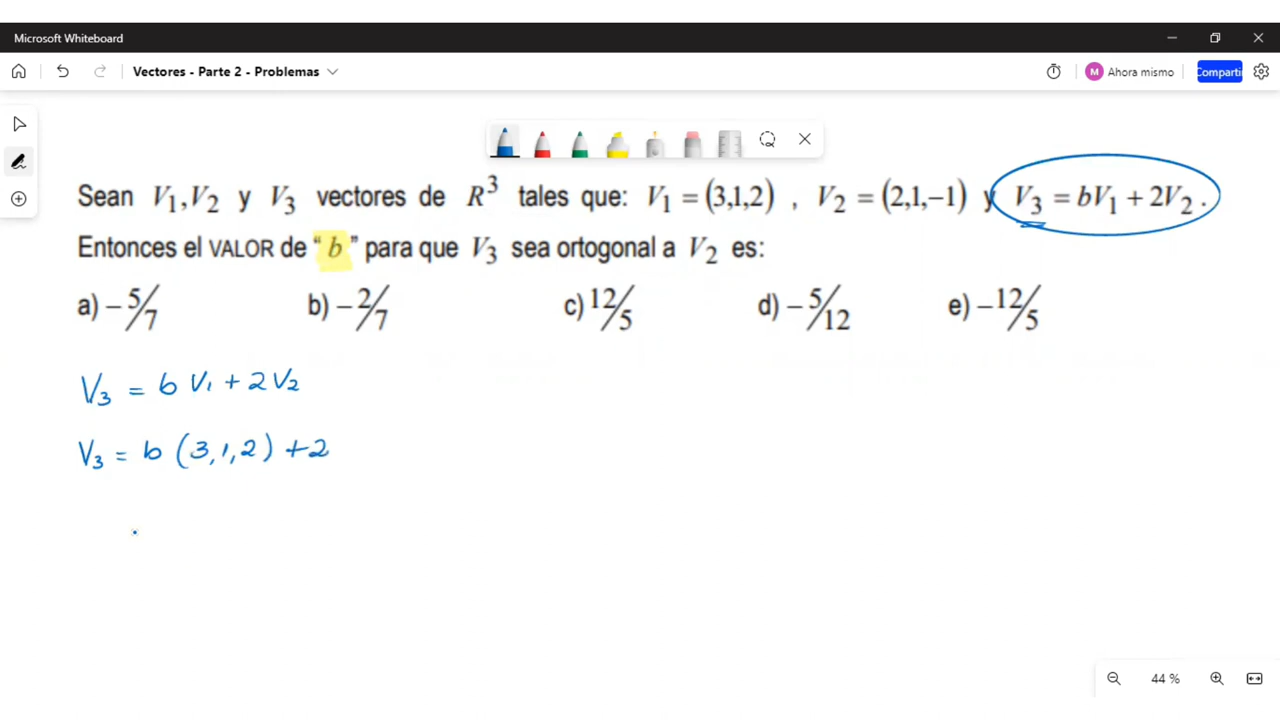 Microsoft Whiteboard
Vectores - Parte 2 - Problemas
M Ahora mismo
Comparti
Sean V₁,V₂ y V₃ vectores de R³ tales que: V₁ = (3,1,2) , V₂ = (2,1,−1) y V₃ = bV₁ + 2V₂ .
Entonces el VALOR de “ b ” para que V₃ sea ortogonal a V₂ es:
a) − 5/7 b) − 2/7 c) 12/5 d) − 5/12 e) − 12/5
V₃ = b V₁ + 2 V₂
V₃ = b (3,1,2) + 2
44 %